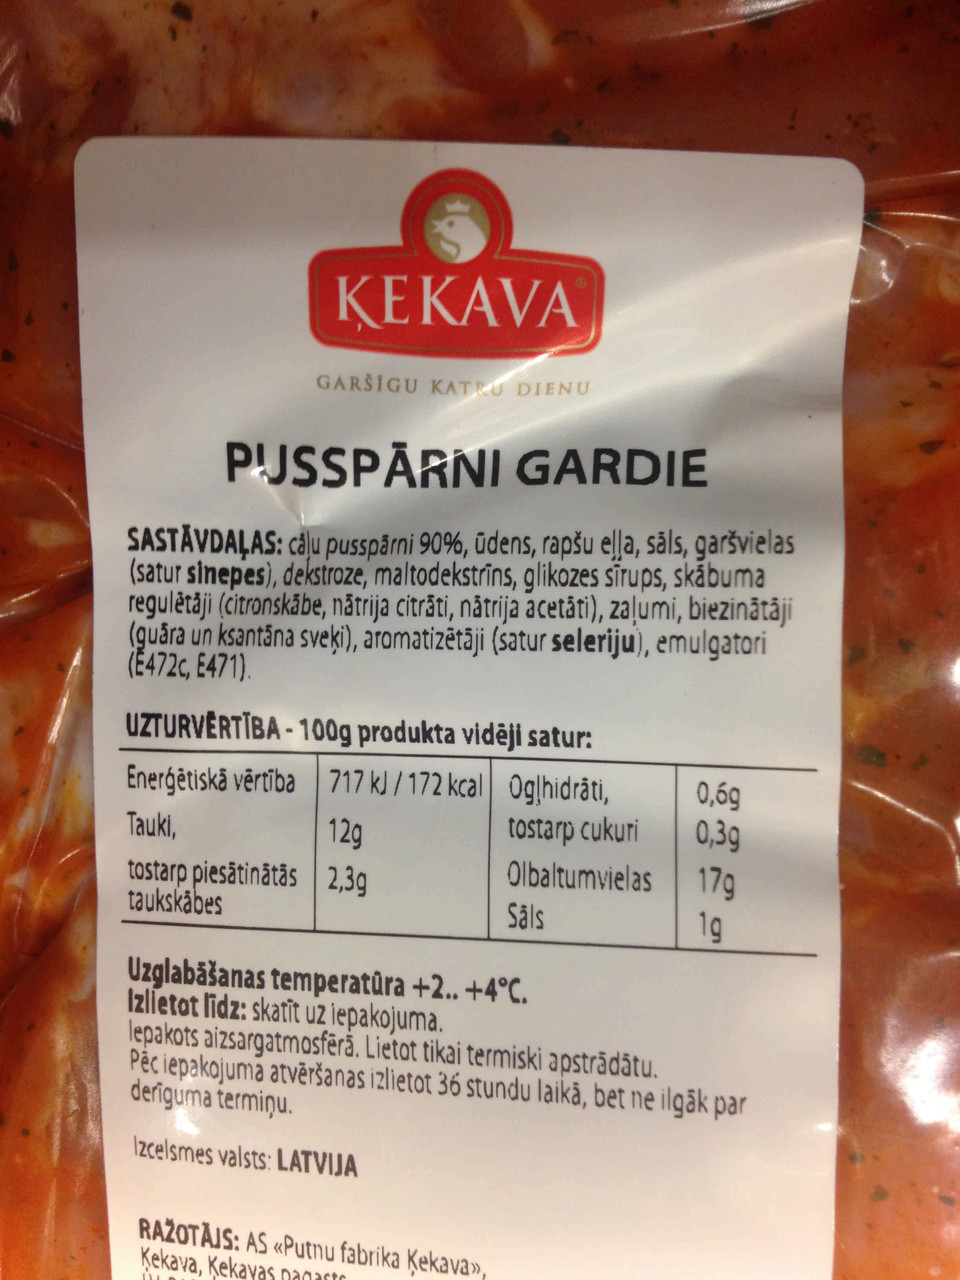 ĶEKAVA®
GARŠĪGU KATRU DIENU
PUSSPĀRNI GARDIE
SASTĀVDAĻAS: cāļu pusspārni 90%, ūdens, rapšu eļļa, sāls, garšvielas
(satur sinepes), dekstroze, maltodekstrīns, glikozes sīrups, skābuma
regulētāji (citronskābe, nātrija citrāti, nātrija acetāti), zaļumi, biezinātāji
(guāra un ksantāna sveķi), aromatizētāji (satur seleriju), emulgatori
(E472c, E471).
UZTURVĒRTĪBA - 100g produkta vidēji satur:
Enerģētiskā vērtība 717 kJ / 172 kcal Ogļhidrāti, 0,6g
Tauki, 12g tostarp cukuri 0,3g
tostarp piesātinātās 2,3g Olbaltumvielas 17g
taukskābes Sāls 1g
Uzglabāšanas temperatūra +2.. +4°C.
Izlietot līdz: skatīt uz iepakojuma.
Iepakots aizsargatmosfērā. Lietot tikai termiski apstrādātu.
Pēc iepakojuma atvēršanas izlietot 36 stundu laikā, bet ne ilgāk par
derīguma termiņu.
Izcelsmes valsts: LATVIJA
RAŽOTĀJS: AS «Putnu fabrika Ķekava»,
Ķekava, Ķekavas pagasts